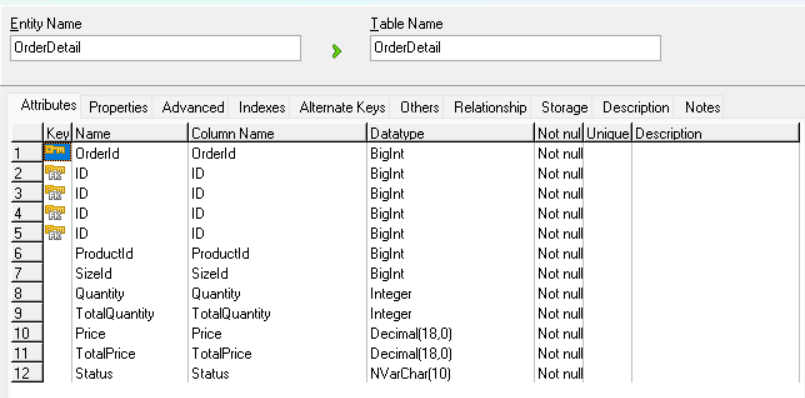 Entity Name Table Name
OrderDetail OrderDetail
Attributes Properties Advanced Indexes Alternate Keys Others Relationship Storage Description Notes
Key Name Column Name Datatype Not nul Unique Description
1 OrderId OrderId BigInt Not null
2 FK ID ID BigInt Not null
3 FK ID ID BigInt Not null
4 FK ID ID BigInt Not null
5 FK ID ID BigInt Not null
6 ProductId ProductId BigInt Not null
7 SizeId SizeId BigInt Not null
8 Quantity Quantity Integer Not null
9 TotalQuantity TotalQuantity Integer Not null
10 Price Price Decimal(18,0) Not null
11 TotalPrice TotalPrice Decimal(18,0) Not null
12 Status Status NVarChar(10) Not null